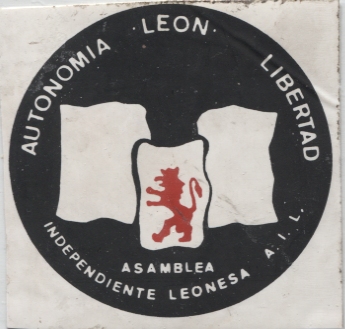 AUTONOMIA · LEON · LIBERTAD
ASAMBLEA
INDEPENDIENTE LEONESA A.I.L.